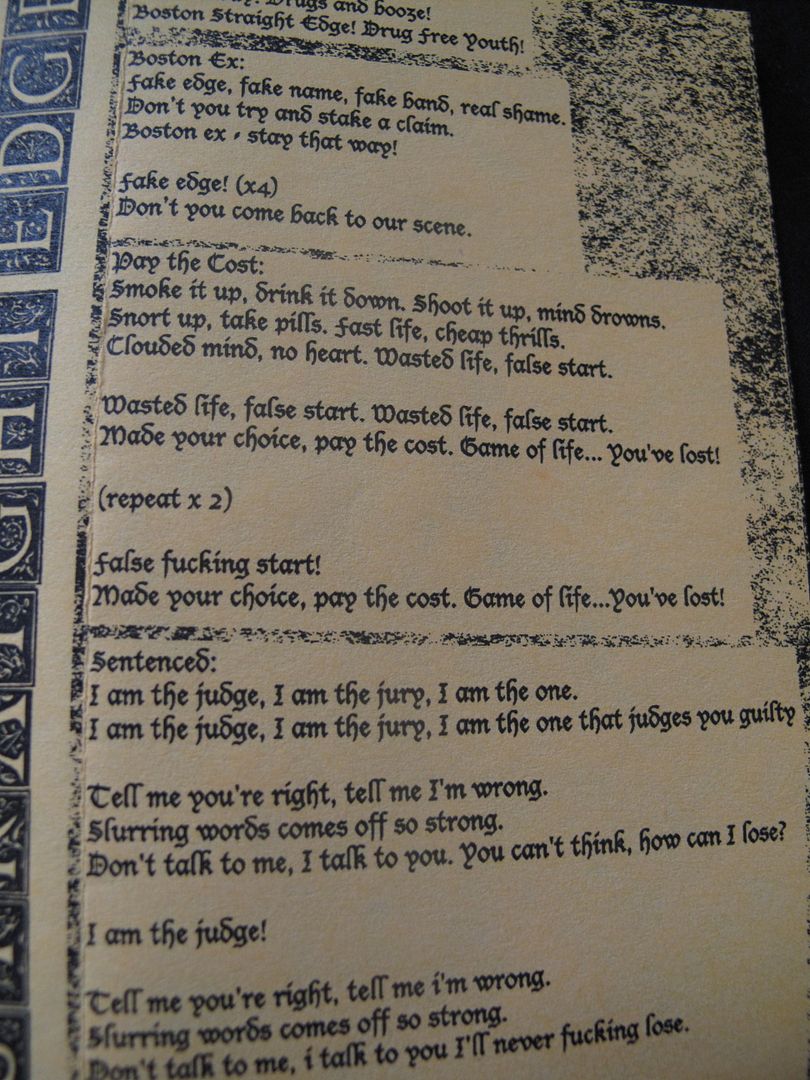 Drugs and booze!
Boston Straight Edge! Drug Free Youth!
Boston Ex:
Fake edge, fake name, fake band, real shame.
Don't you try and stake a claim.
Boston ex - stay that way!
Fake edge! (x4)
Don't you come back to our scene.
Pay the Cost:
Smoke it up, drink it down. Shoot it up, mind drowns.
Snort up, take pills. Fast life, cheap thrills.
Clouded mind, no heart. Wasted life, false start.
Wasted life, false start. Wasted life, false start.
Made your choice, pay the cost. Game of life... You've lost!
(repeat x 2)
False fucking start!
Made your choice, pay the cost. Game of life...You've lost!
Sentenced:
I am the judge, I am the jury, I am the one.
I am the judge, I am the jury, I am the one that judges you guilty
Tell me you're right, tell me I'm wrong.
Slurring words comes off so strong.
Don't talk to me, I talk to you. You can't think, how can I lose?
I am the judge!
Tell me you're right, tell me i'm wrong.
Slurring words comes off so strong.
Don't talk to me, i talk to you I'll never fucking lose.